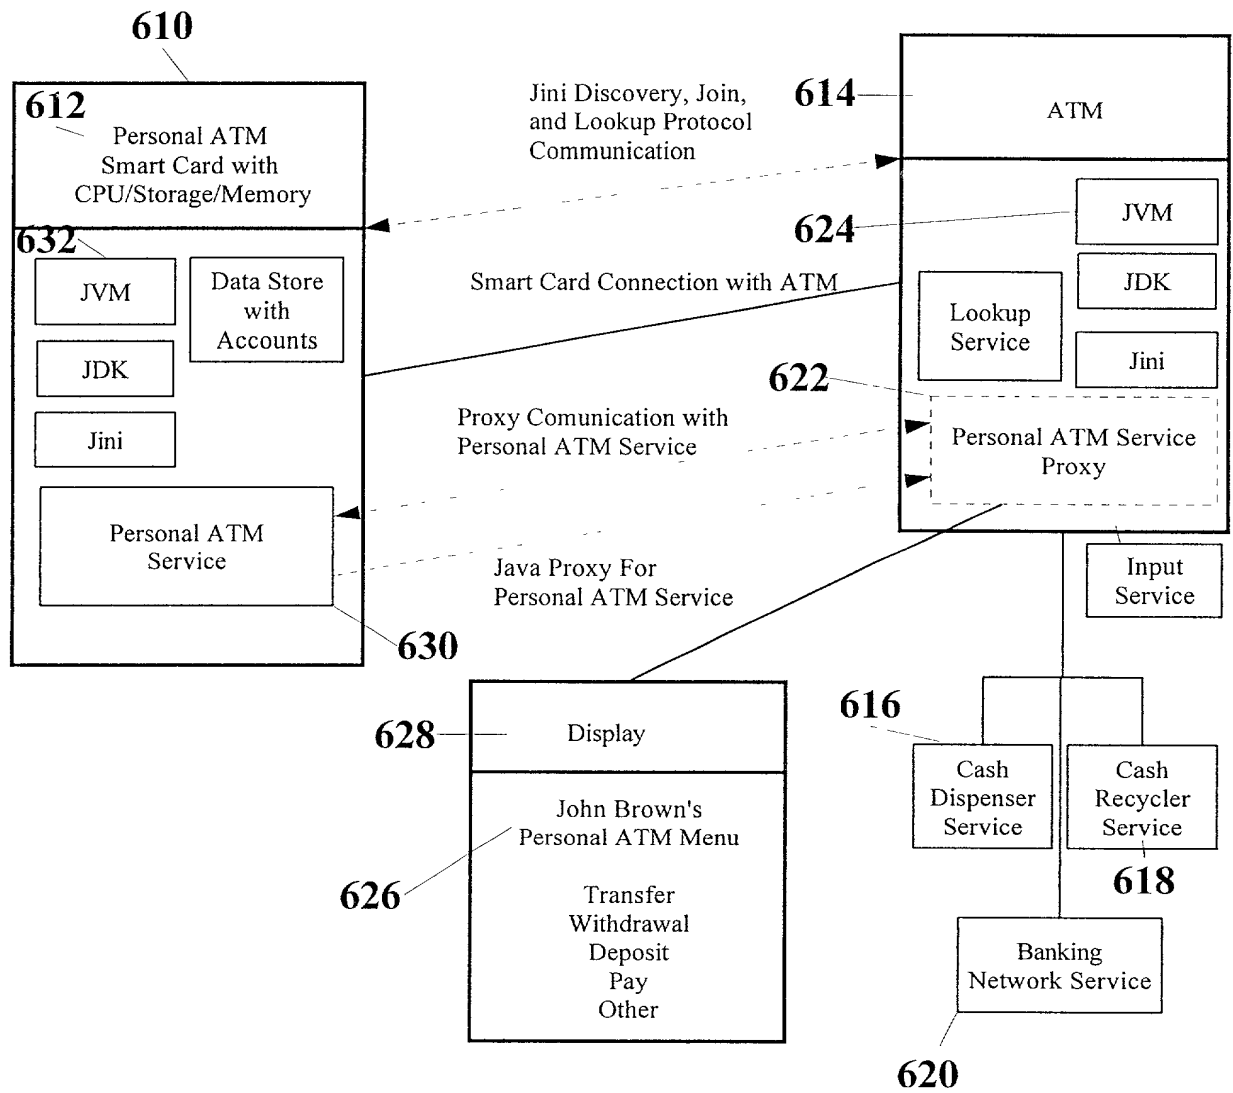 610
612
Personal ATM
Smart Card with
CPU/Storage/Memory
632
JVM
Data Store
with
Accounts
JDK
Jini
Personal ATM
Service
630
Jini Discovery, Join,
and Lookup Protocol
Communication
Smart Card Connection with ATM
Proxy Comunication with
Personal ATM Service
Java Proxy For
Personal ATM Service
614
ATM
624
JVM
JDK
Lookup
Service
Jini
622
Personal ATM Service
Proxy
Input
Service
628
Display
John Brown's
Personal ATM Menu
626
Transfer
Withdrawal
Deposit
Pay
Other
616
Cash
Dispenser
Service
Cash
Recycler
Service
618
Banking
Network Service
620